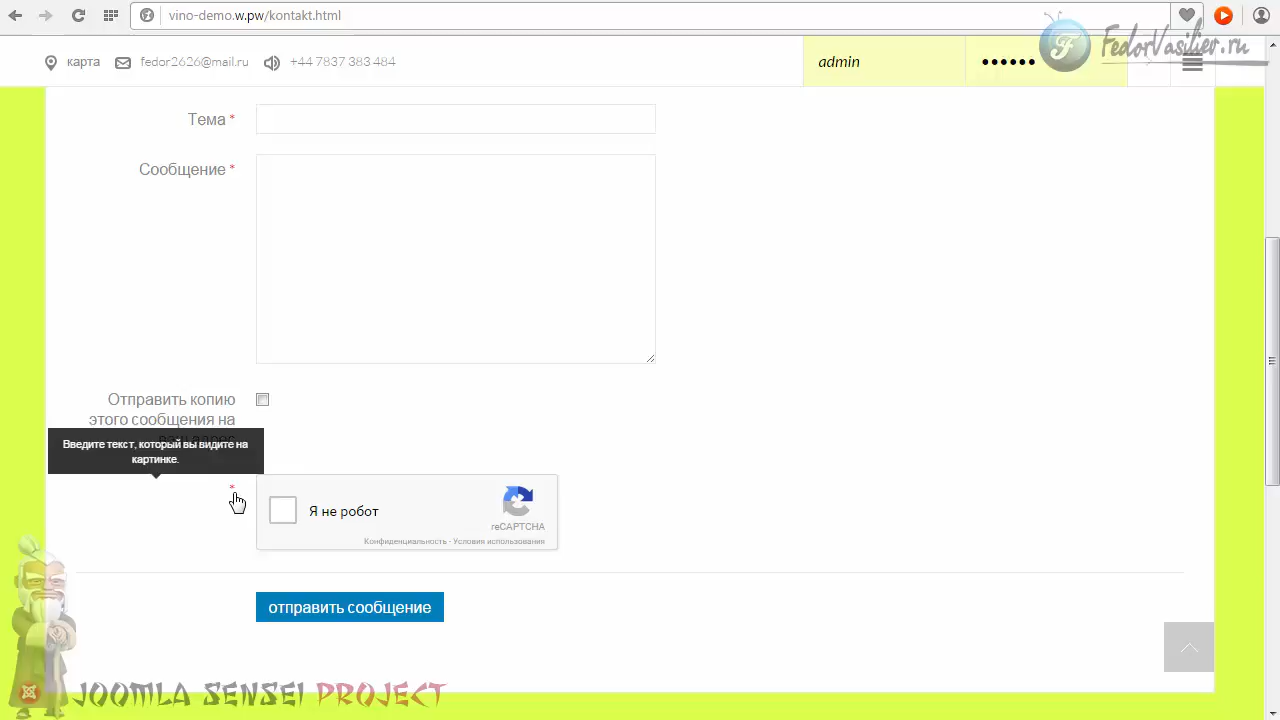 vino-demo.w.pw/kontakt.html
FedorVasiliev.ru
карта
fedor2626@mail.ru
+44 7837 383 484
admin
••••••
Тема *
Сообщение *
Отправить копию
этого сообщения на
Введите текст, который вы видите на
картинке.
*
Я не робот
reCAPTCHA
Конфиденциальность - Условия использования
отправить сообщение
JOOMLA SENSEI PROJECT